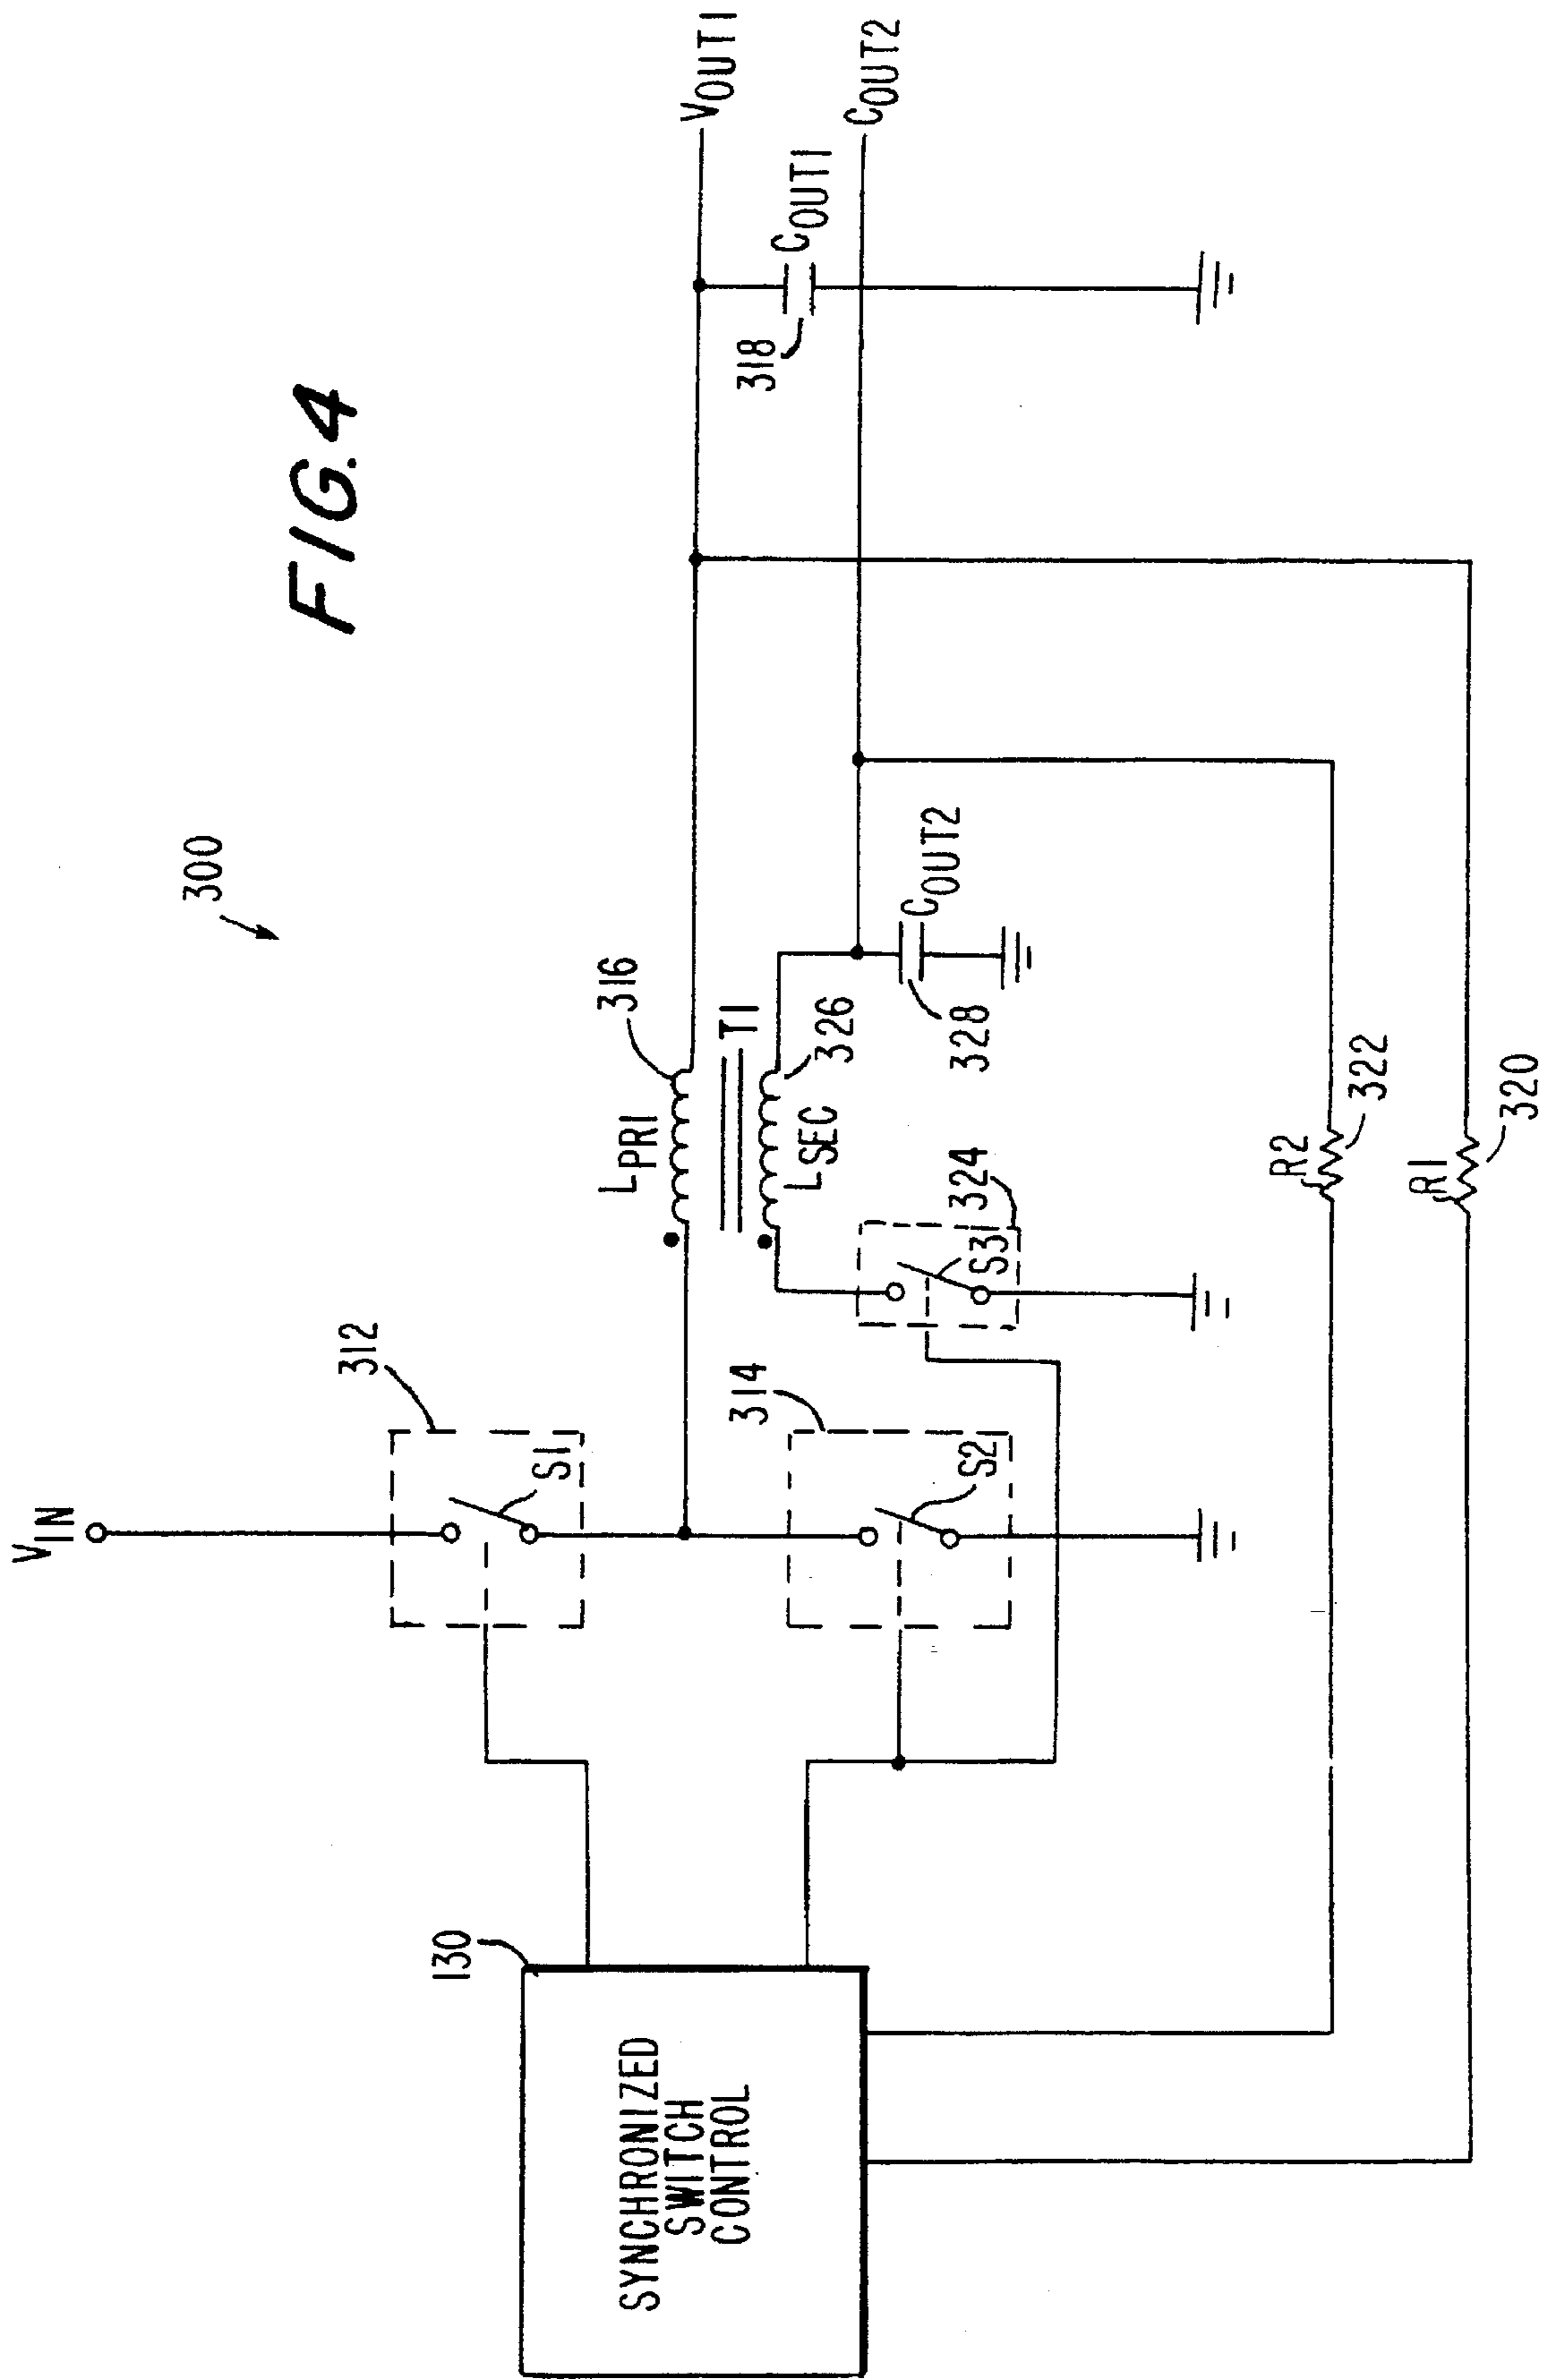 FIG.4
300
VIN
312
S1
314
S2
130
SYNCHRONIZED
SWITCH
CONTROL
LPRI
316
T1
LSEC
326
S3
324
COUT2
328
VOUT1
COUT1
318
COUT2
R2
322
R1
320